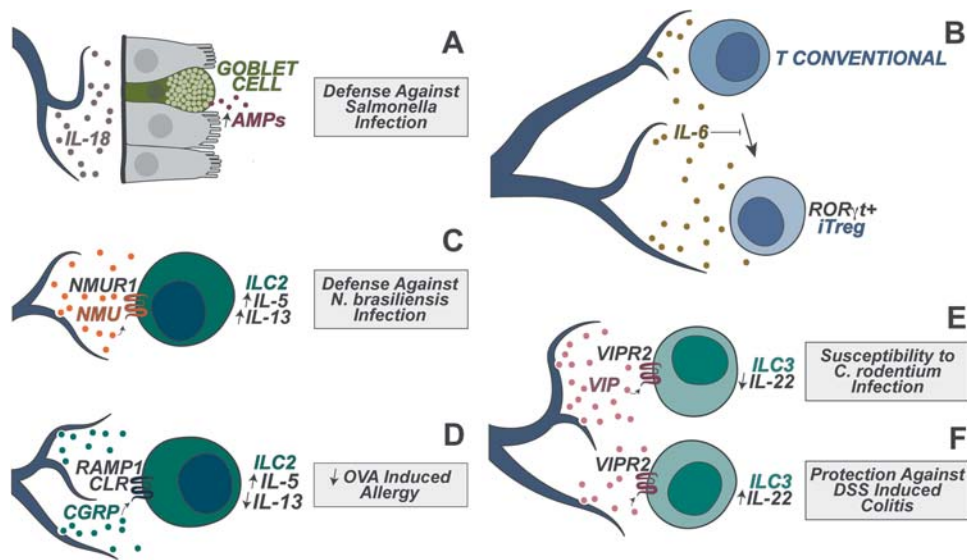 A
GOBLET
CELL
↑AMPs
IL-18
Defense Against
Salmonella
Infection
B
T CONVENTIONAL
IL-6
RORγt+
iTreg
C
NMUR1
NMU
ILC2
↑IL-5
↑IL-13
Defense Against
N. brasiliensis
Infection
D
RAMP1
CLR
CGRP
ILC2
↑IL-5
↓IL-13
↓ OVA Induced
Allergy
E
VIPR2
VIP
ILC3
↓IL-22
Susceptibility to
C. rodentium
Infection
F
VIPR2
ILC3
↑IL-22
Protection Against
DSS Induced
Colitis